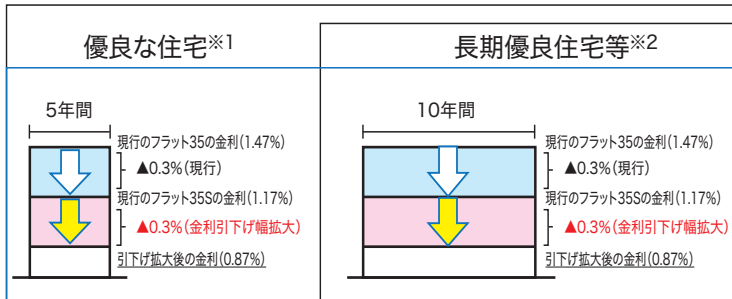 優良な住宅※1
長期優良住宅等※2
5年間
現行のフラット35の金利(1.47%)
▲0.3%(現行)
現行のフラット35Sの金利(1.17%)
▲0.3%(金利引下げ幅拡大)
引下げ拡大後の金利(0.87%)
10年間
現行のフラット35の金利(1.47%)
▲0.3%(現行)
現行のフラット35Sの金利(1.17%)
▲0.3%(金利引下げ幅拡大)
引下げ拡大後の金利(0.87%)